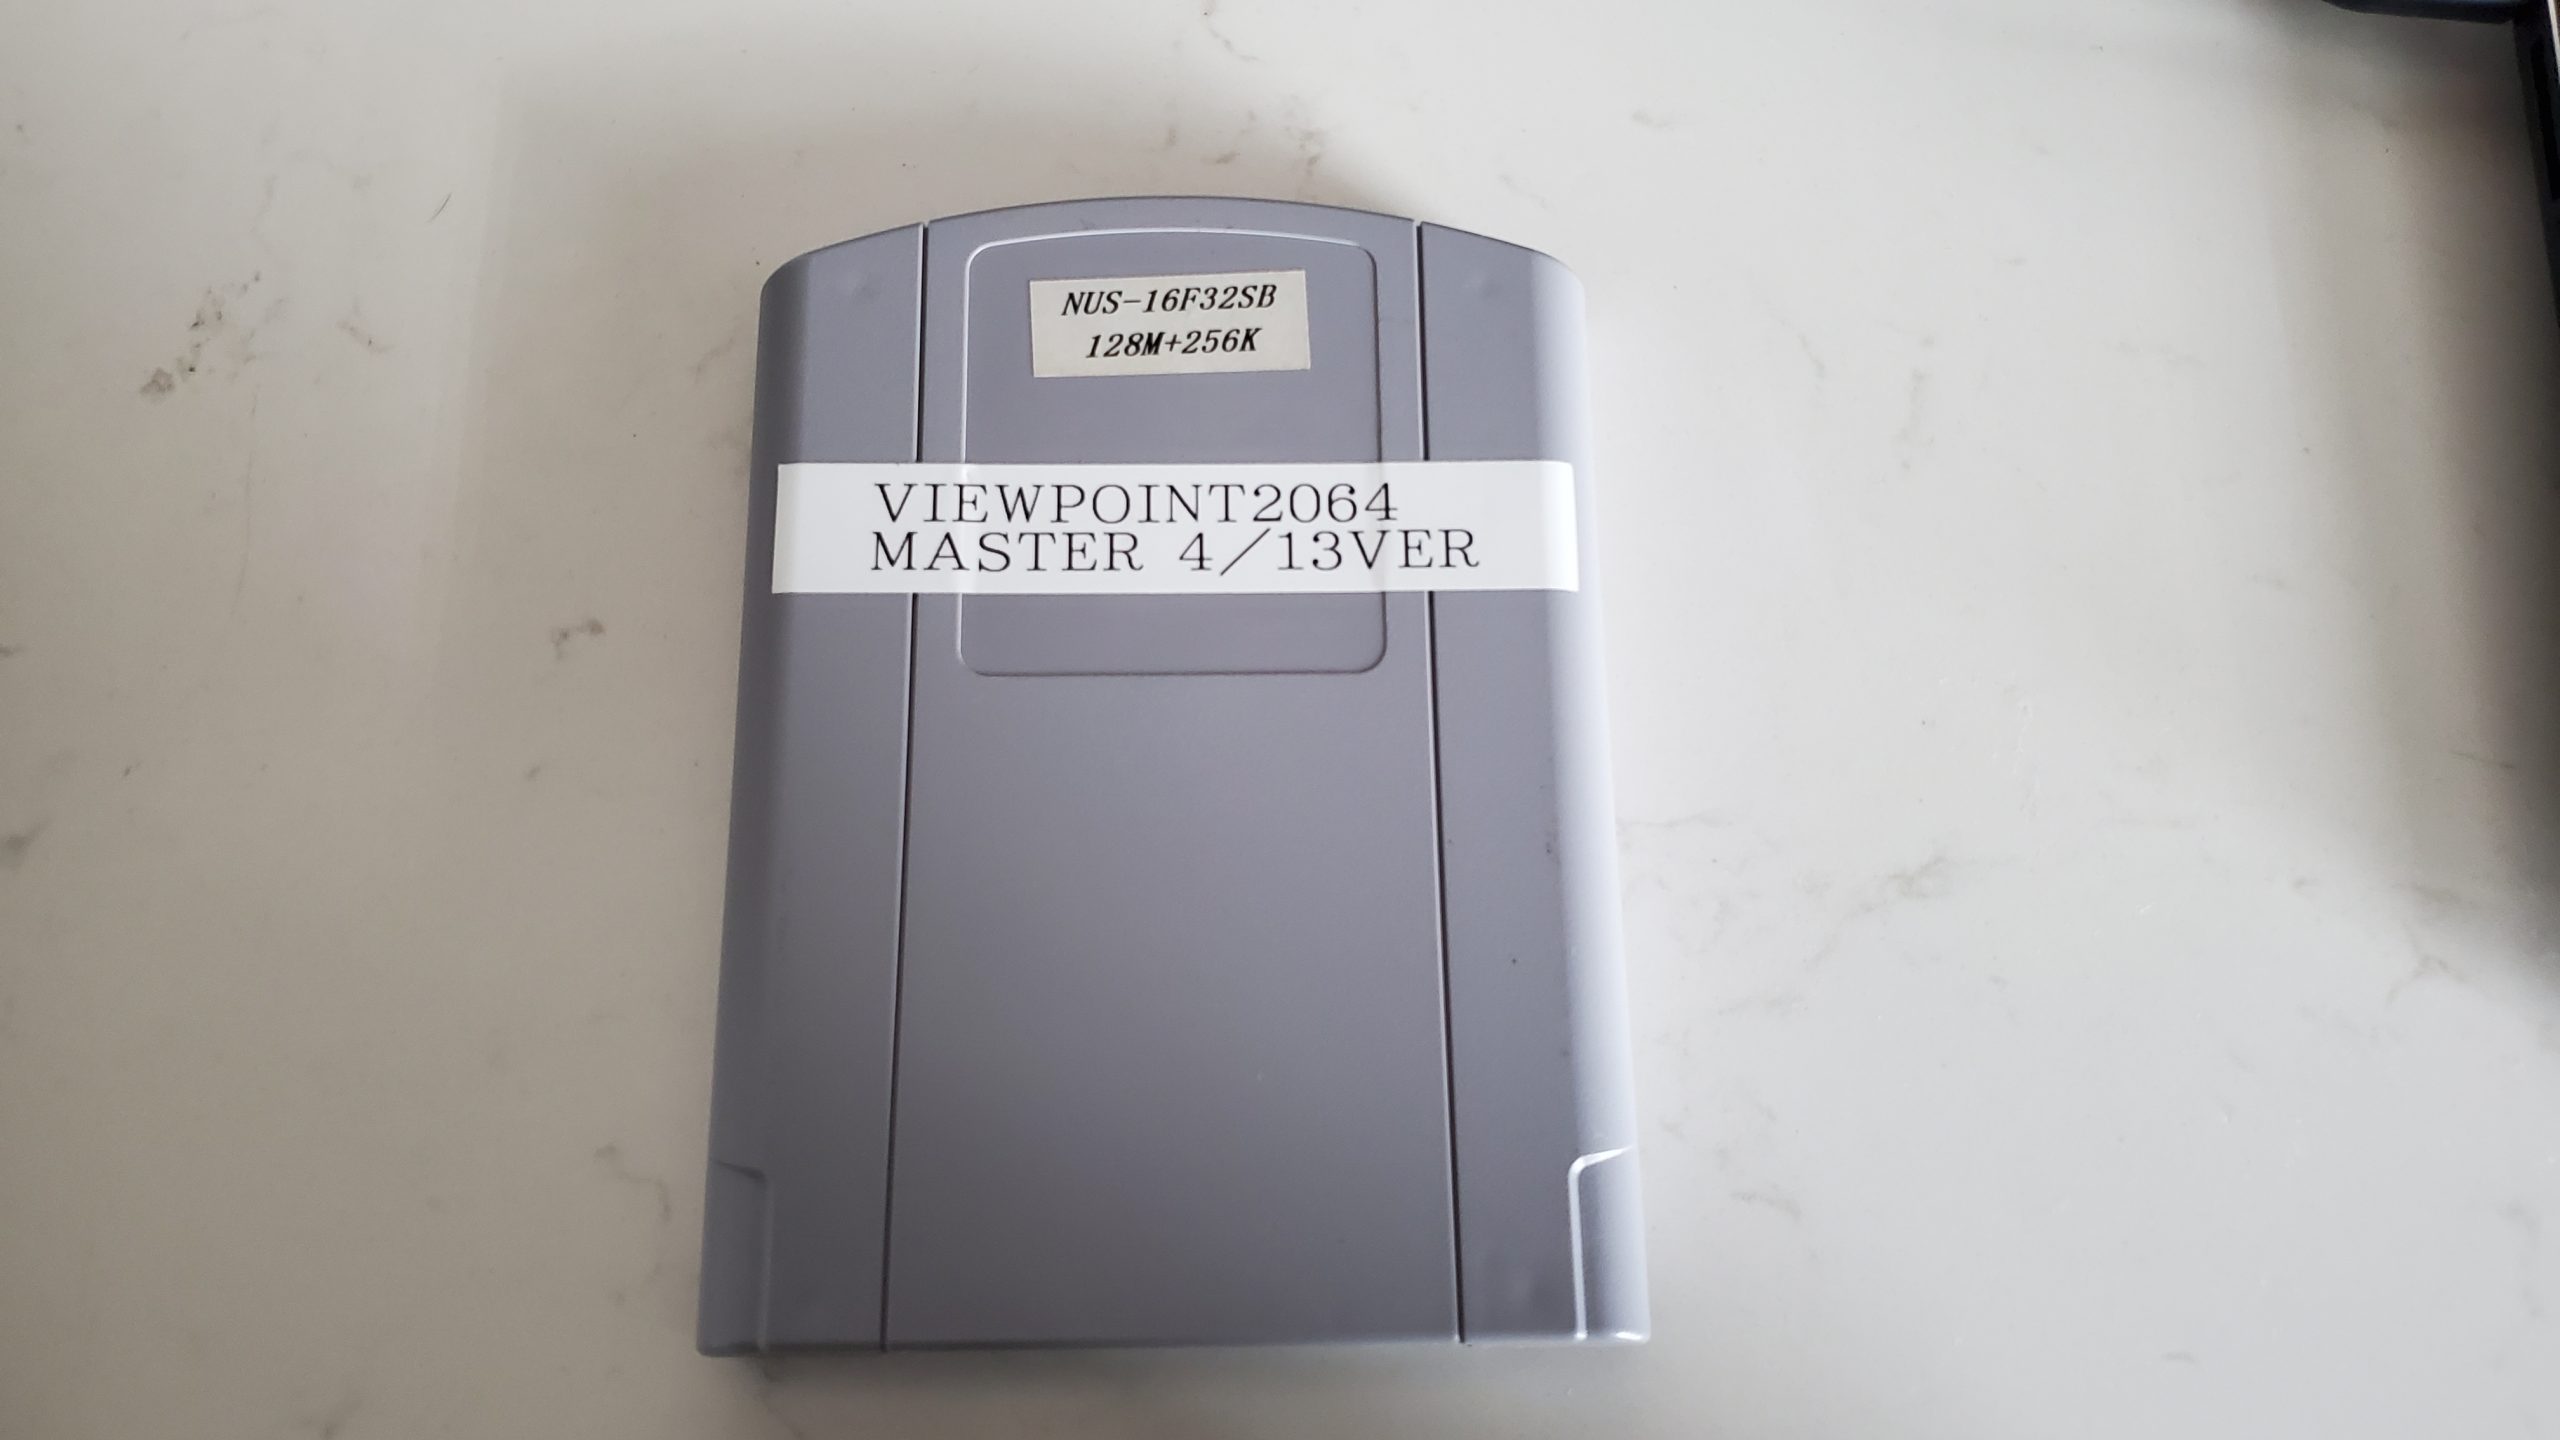 NUS-16F32SB
128M+256K
VIEWPOINT2064
MASTER 4/13VER